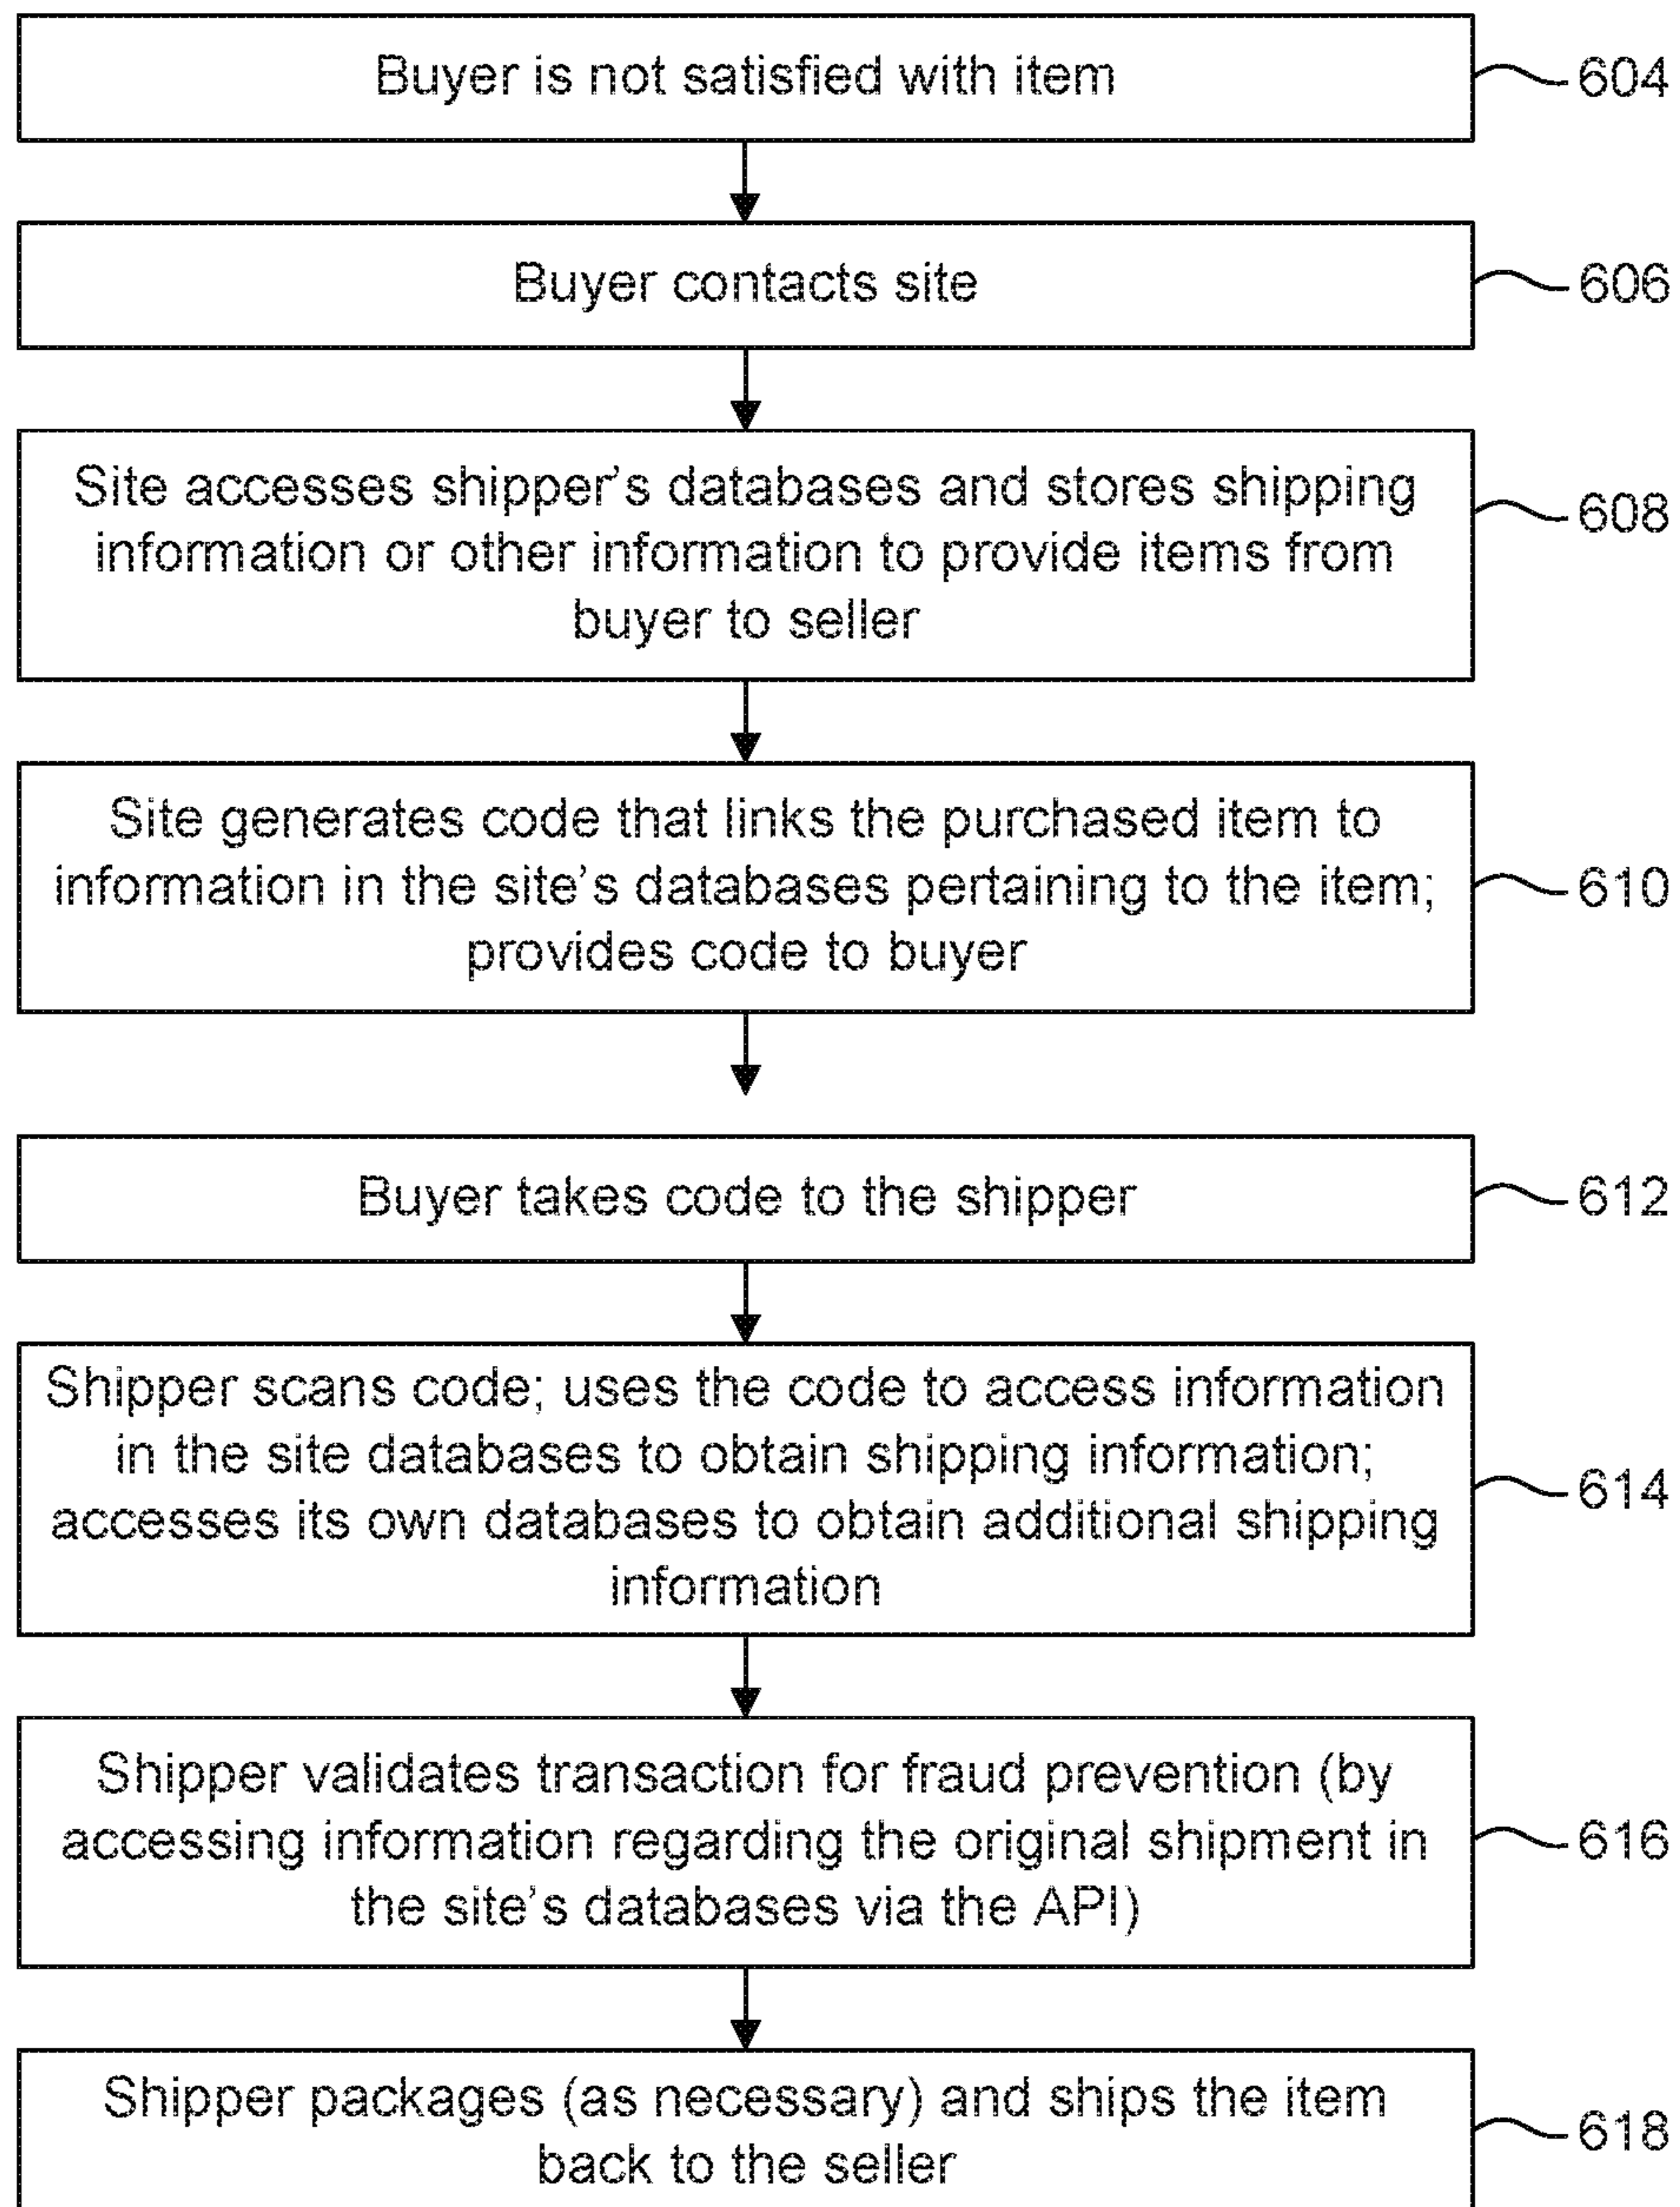 Buyer is not satisfied with item
604
Buyer contacts site
606
Site accesses shipper's databases and stores shipping
information or other information to provide items from
buyer to seller
608
Site generates code that links the purchased item to
information in the site's databases pertaining to the item;
provides code to buyer
610
Buyer takes code to the shipper
612
Shipper scans code; uses the code to access information
in the site databases to obtain shipping information;
accesses its own databases to obtain additional shipping
information
614
Shipper validates transaction for fraud prevention (by
accessing information regarding the original shipment in
the site's databases via the API)
616
Shipper packages (as necessary) and ships the item
back to the seller
618